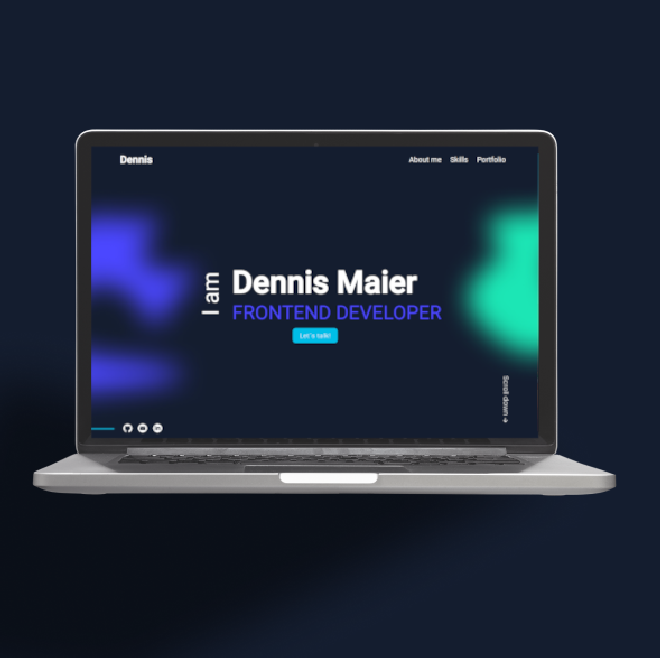 Dennis
About me Skills Portfolio
I am
Dennis Maier
FRONTEND DEVELOPER
Let's talk!
Scroll down →